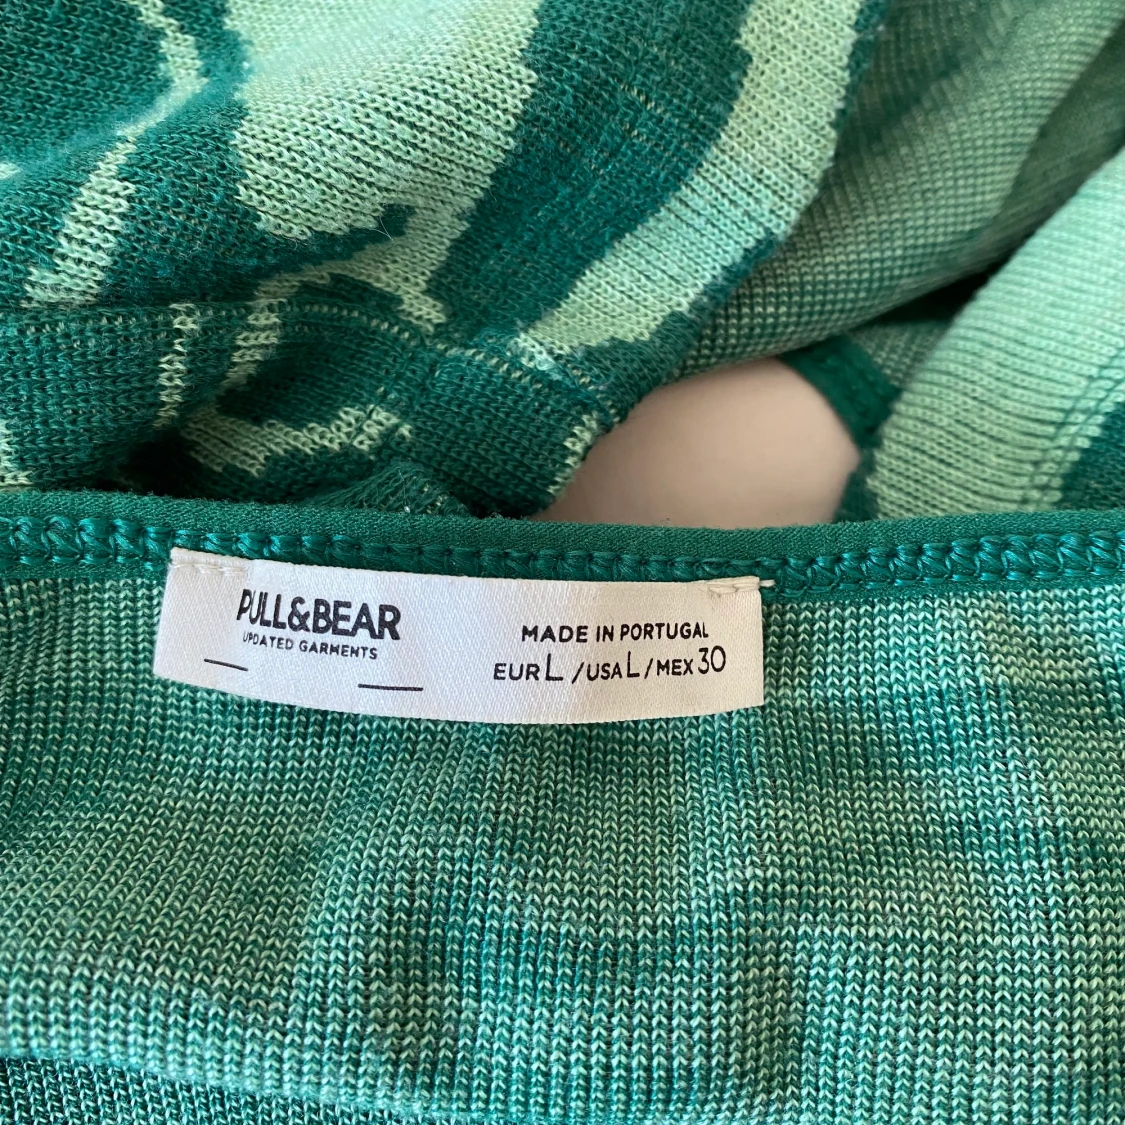 PULL&BEAR
UPDATED GARMENTS
MADE IN PORTUGAL
EUR L / USA L / MEX 30